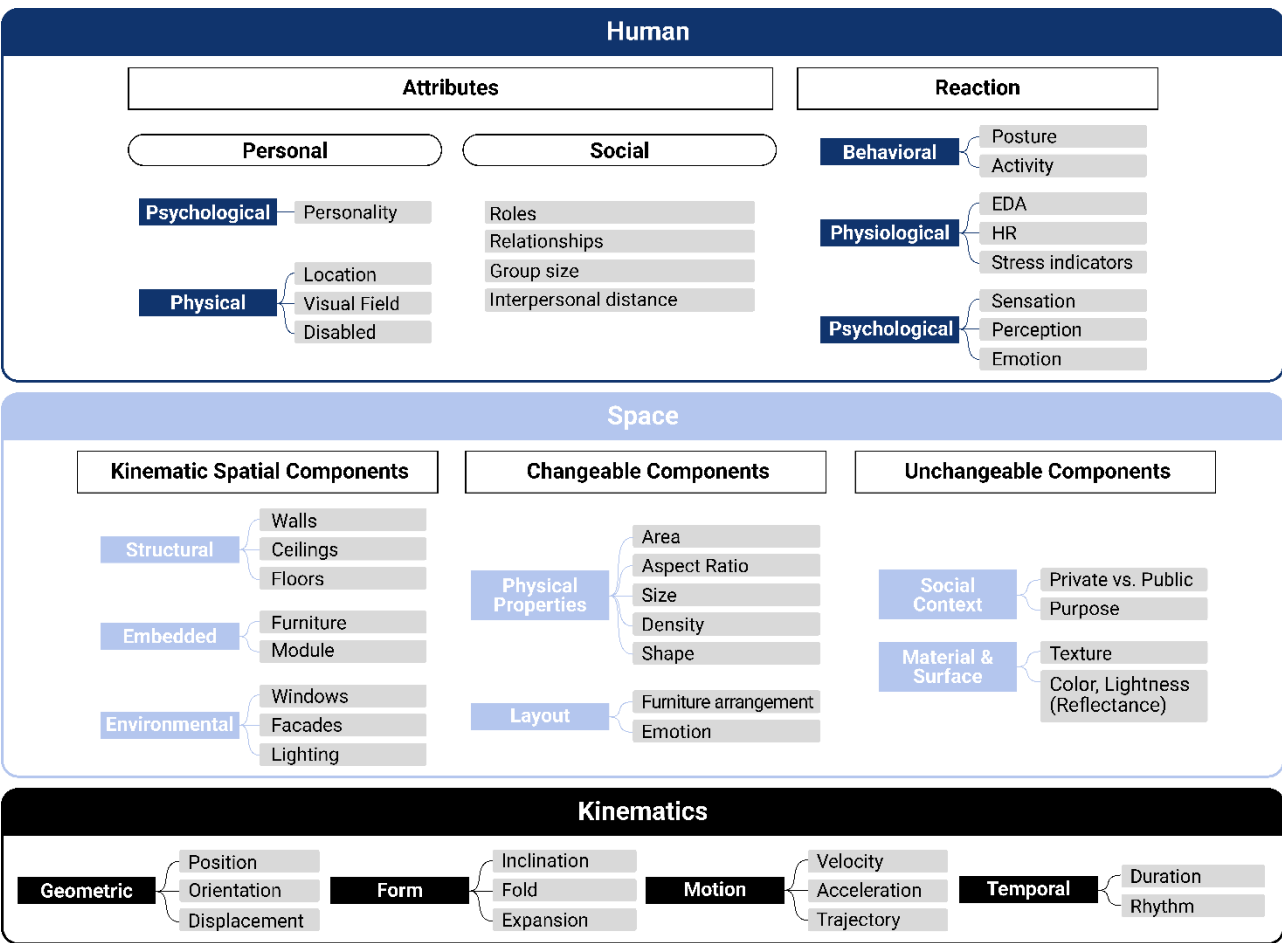 Human
Attributes
Reaction
Personal
Social
Psychological
Personality
Physical
Location
Visual Field
Disabled
Roles
Relationships
Group size
Interpersonal distance
Behavioral
Posture
Activity
Physiological
EDA
HR
Stress indicators
Psychological
Sensation
Perception
Emotion
Space
Kinematic Spatial Components
Changeable Components
Unchangeable Components
Structural
Walls
Ceilings
Floors
Embedded
Furniture
Module
Environmental
Windows
Facades
Lighting
Physical
Properties
Area
Aspect Ratio
Size
Density
Shape
Layout
Furniture arrangement
Emotion
Social
Context
Private vs. Public
Purpose
Material &
Surface
Texture
Color, Lightness
(Reflectance)
Kinematics
Geometric
Position
Orientation
Displacement
Form
Inclination
Fold
Expansion
Motion
Velocity
Acceleration
Trajectory
Temporal
Duration
Rhythm